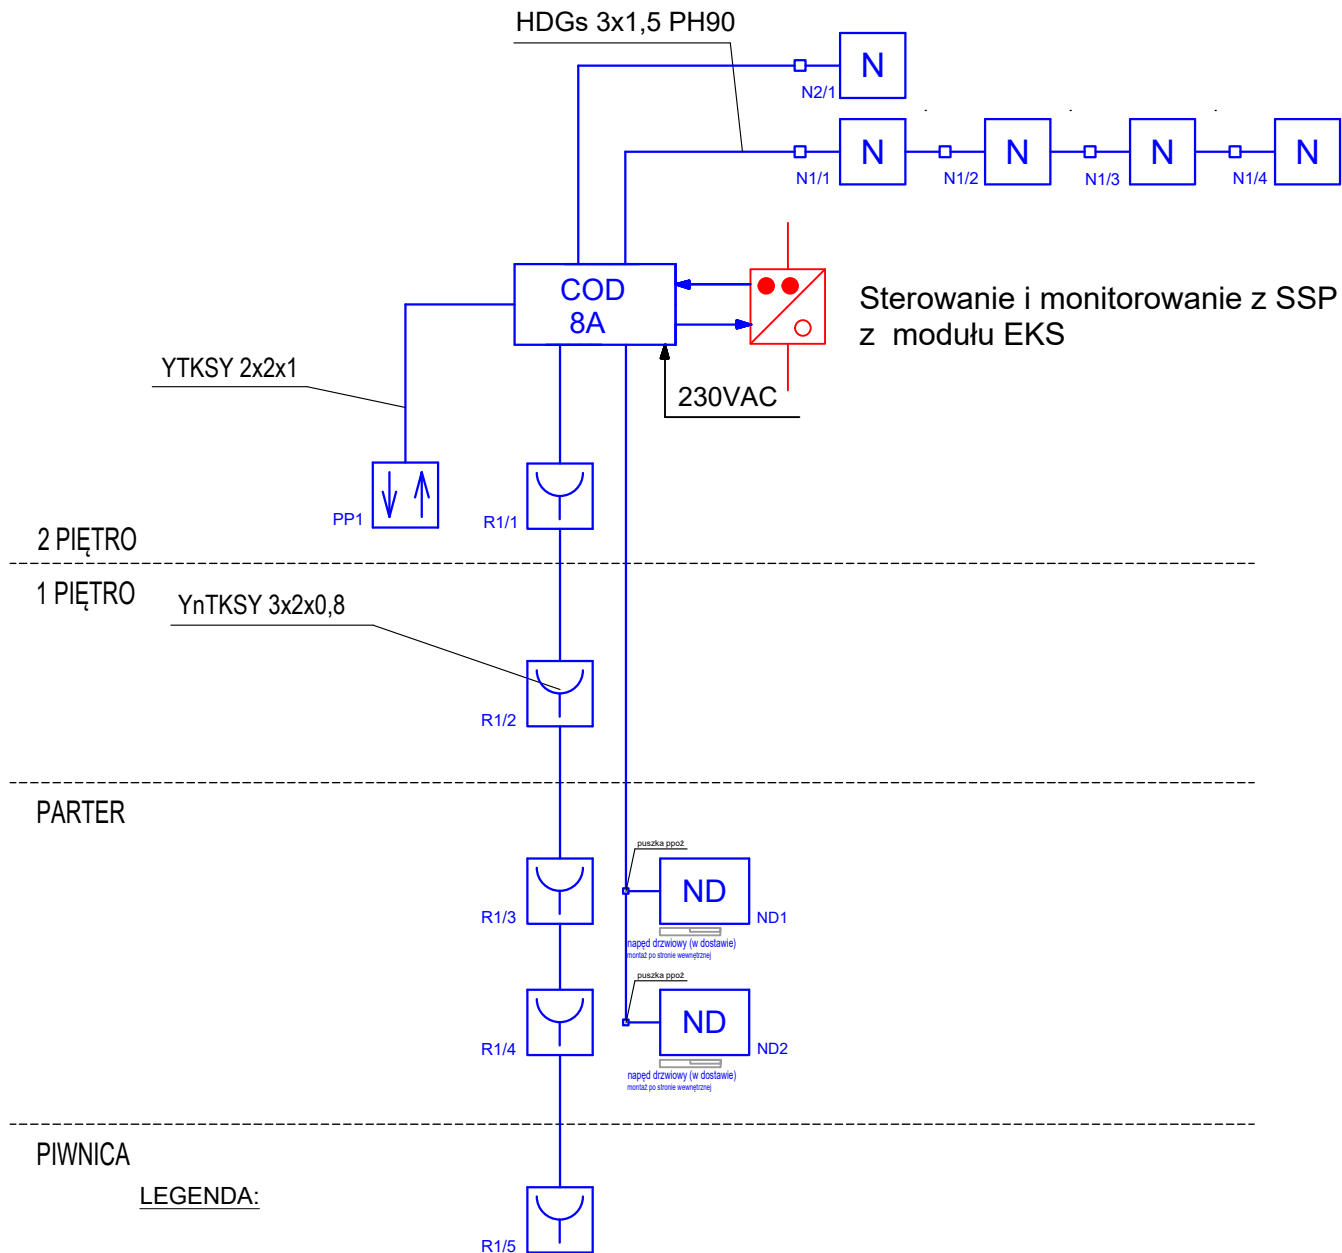 HDGs 3x1,5 PH90
N
N2/1
N
N
N
N
N1/1
N1/2
N1/3
N1/4
COD
8A
Sterowanie i monitorowanie z SSP
z modułu EKS
YTKSY 2x2x1
230VAC
PP1
R1/1
2 PIĘTRO
1 PIĘTRO
YnTKSY 3x2x0,8
R1/2
PARTER
puszka ppoż
ND
R1/3
ND1
napęd drzwiowy (w dostawie)
montaż po stronie wewnętrznej
puszka ppoż
ND
R1/4
ND2
napęd drzwiowy (w dostawie)
montaż po stronie wewnętrznej
PIWNICA
LEGENDA:
R1/5